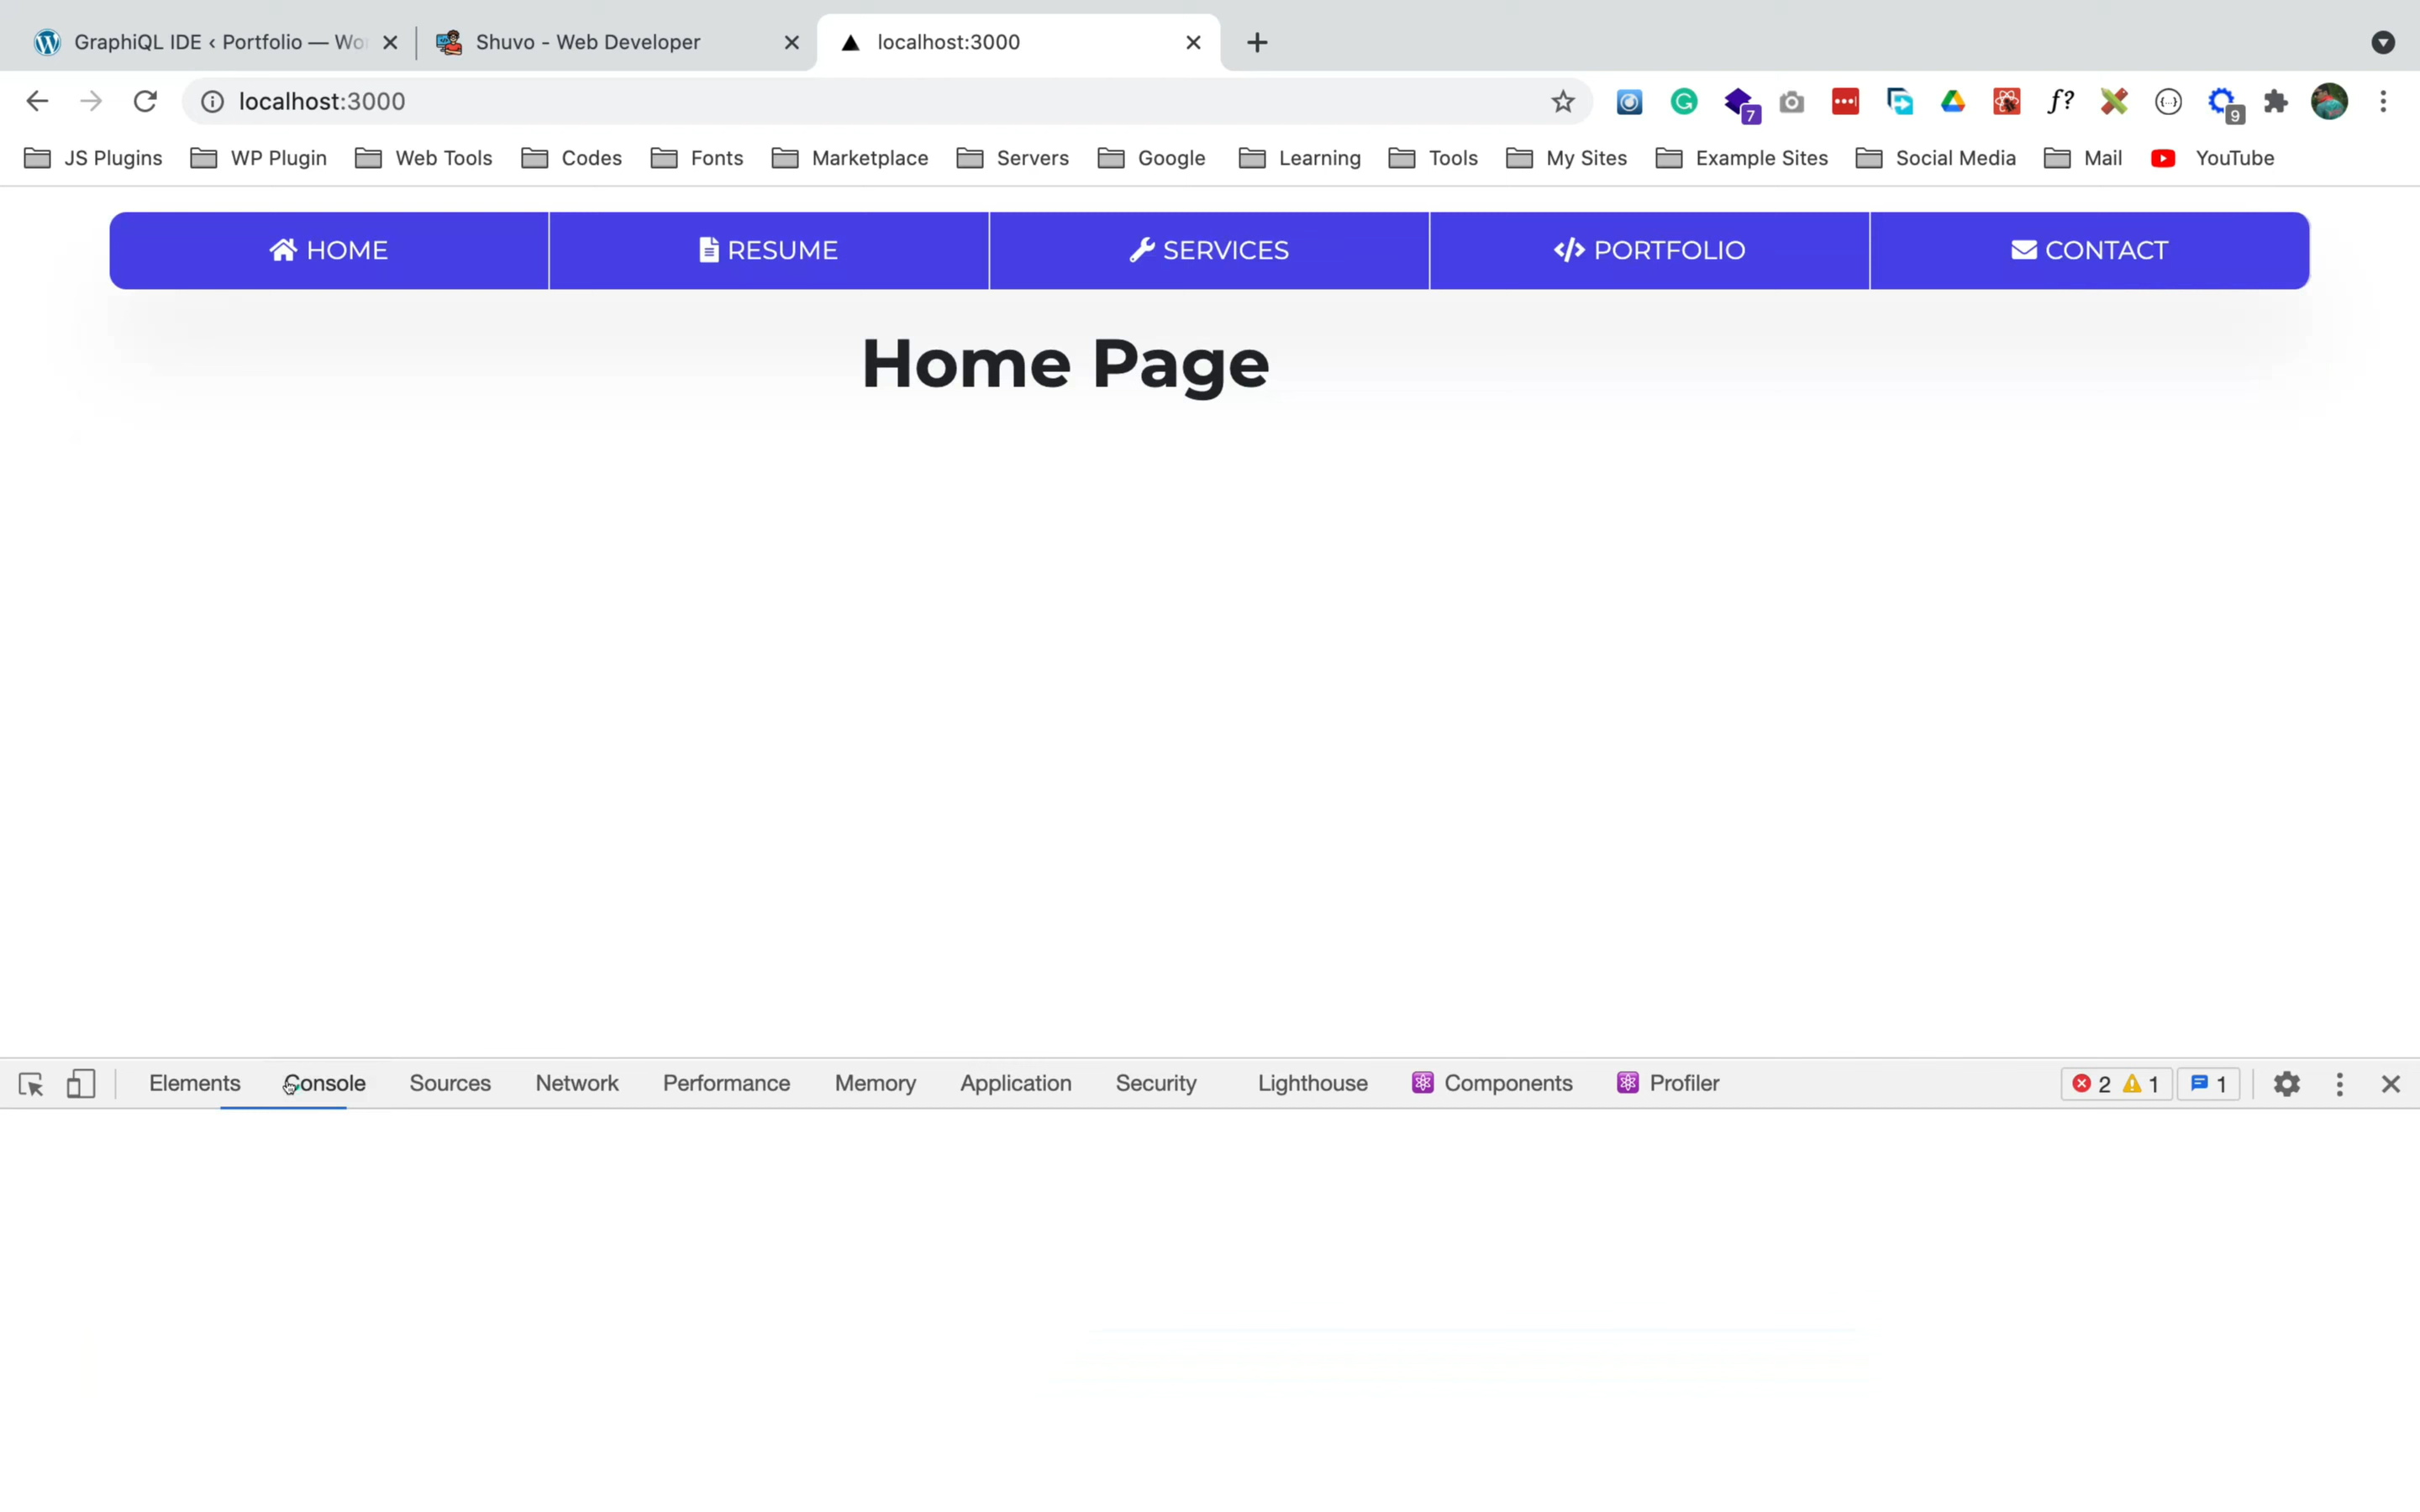 GraphiQL IDE ‹ Portfolio — Wo
Shuvo - Web Developer
localhost:3000
localhost:3000
7
f?
9
JS Plugins
WP Plugin
Web Tools
Codes
Fonts
Marketplace
Servers
Google
Learning
Tools
My Sites
Example Sites
Social Media
Mail
YouTube
HOME
RESUME
SERVICES
PORTFOLIO
CONTACT
Home Page
Elements
Console
Sources
Network
Performance
Memory
Application
Security
Lighthouse
Components
Profiler
2
1
1